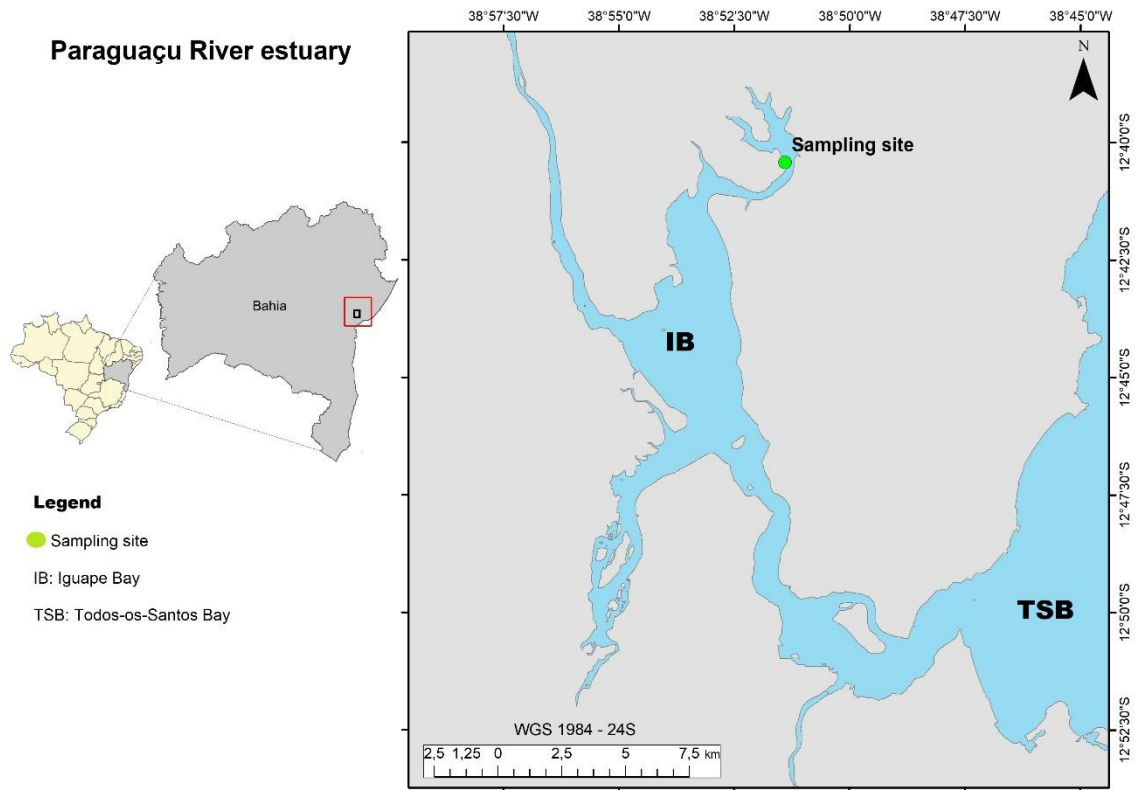 Paraguaçu River estuary
Bahia
Legend
Sampling site
IB: Iguape Bay
TSB: Todos-os-Santos Bay
38°57'30"W 38°55'0"W 38°52'30"W 38°50'0"W 38°47'30"W 38°45'0"W
N
Sampling site
IB
TSB
12°40'0"S
12°42'30"S
12°45'0"S
12°47'30"S
12°50'0"S
12°52'30"S
WGS 1984 - 24S
2,5 1,25 0 2,5 5 7,5 km